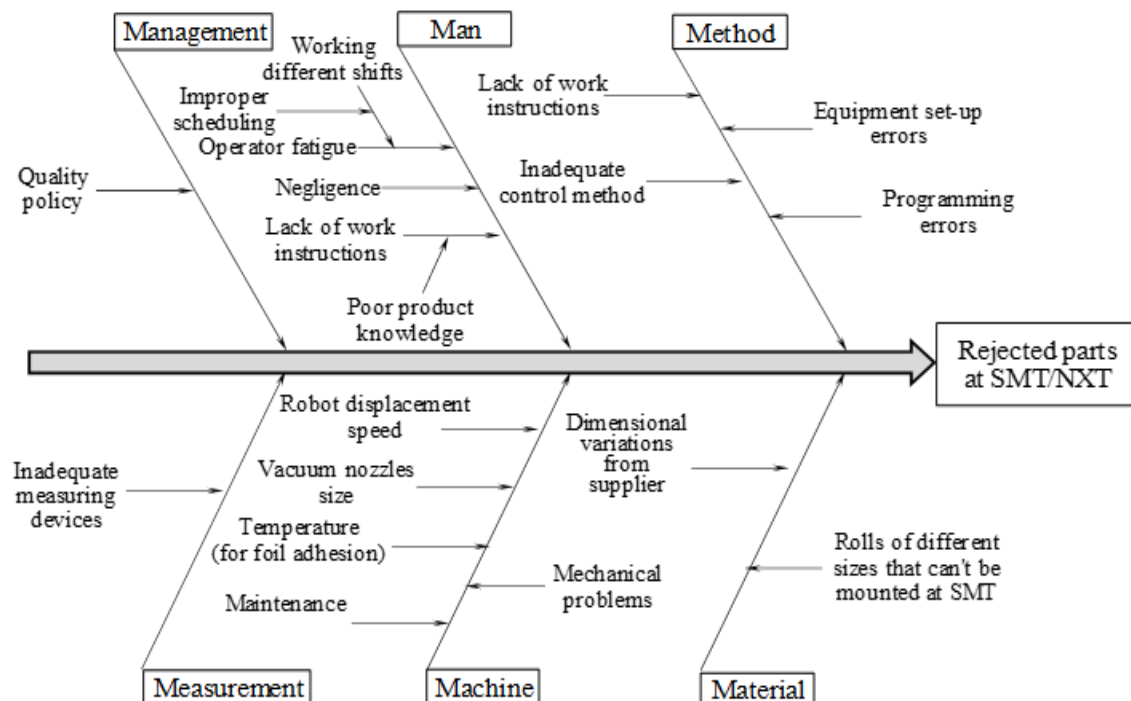 Management
Man
Method
Working
different shifts
Improper
scheduling
Operator fatigue
Negligence
Lack of work
instructions
Poor product
knowledge
Quality
policy
Lack of work
instructions
Inadequate
control method
Equipment set-up
errors
Programming
errors
Rejected parts
at SMT/NXT
Inadequate
measuring
devices
Robot displacement
speed
Vacuum nozzles
size
Temperature
(for foil adhesion)
Maintenance
Mechanical
problems
Dimensional
variations
from
supplier
Rolls of different
sizes that can't be
mounted at SMT
Measurement
Machine
Material